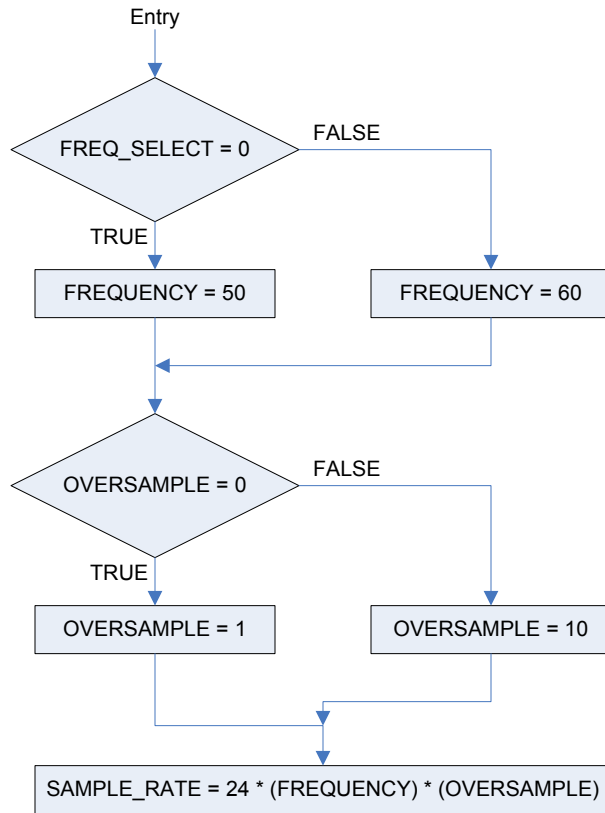 Entry
FREQ_SELECT = 0
FALSE
TRUE
FREQUENCY = 50
FREQUENCY = 60
OVERSAMPLE = 0
FALSE
TRUE
OVERSAMPLE = 1
OVERSAMPLE = 10
SAMPLE_RATE = 24 * (FREQUENCY) * (OVERSAMPLE)